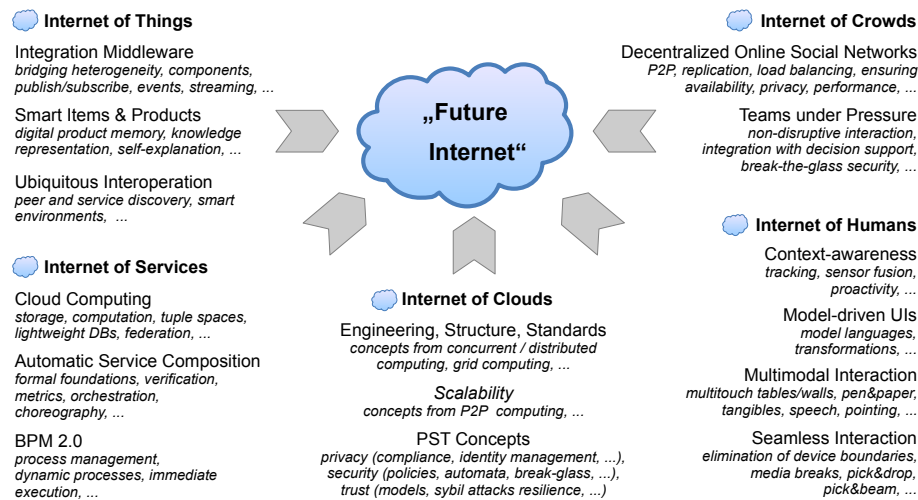 Internet of Things
Integration Middleware
bridging heterogeneity, components,
publish/subscribe, events, streaming, ...
Smart Items & Products
digital product memory, knowledge
representation, self-explanation, ...
Ubiquitous Interoperation
peer and service discovery, smart
environments, ...
Internet of Services
Cloud Computing
storage, computation, tuple spaces,
lightweight DBs, federation, ...
Automatic Service Composition
formal foundations, verification,
metrics, orchestration,
choreography, ...
BPM 2.0
process management,
dynamic processes, immediate
execution, ...
„Future
Internet“
Internet of Clouds
Engineering, Structure, Standards
concepts from concurrent / distributed
computing, grid computing, ...
Scalability
concepts from P2P computing, ...
PST Concepts
privacy (compliance, identity management, ...),
security (policies, automata, break-glass, ...),
trust (models, sybil attacks resilience, ...)
Internet of Crowds
Decentralized Online Social Networks
P2P, replication, load balancing, ensuring
availability, privacy, performance, ...
Teams under Pressure
non-disruptive interaction,
integration with decision support,
break-the-glass security, ...
Internet of Humans
Context-awareness
tracking, sensor fusion,
proactivity, ...
Model-driven UIs
model languages,
transformations, ...
Multimodal Interaction
multitouch tables/walls, pen&paper,
tangibles, speech, pointing, ...
Seamless Interaction
elimination of device boundaries,
media breaks, pick&drop,
pick&beam, ...